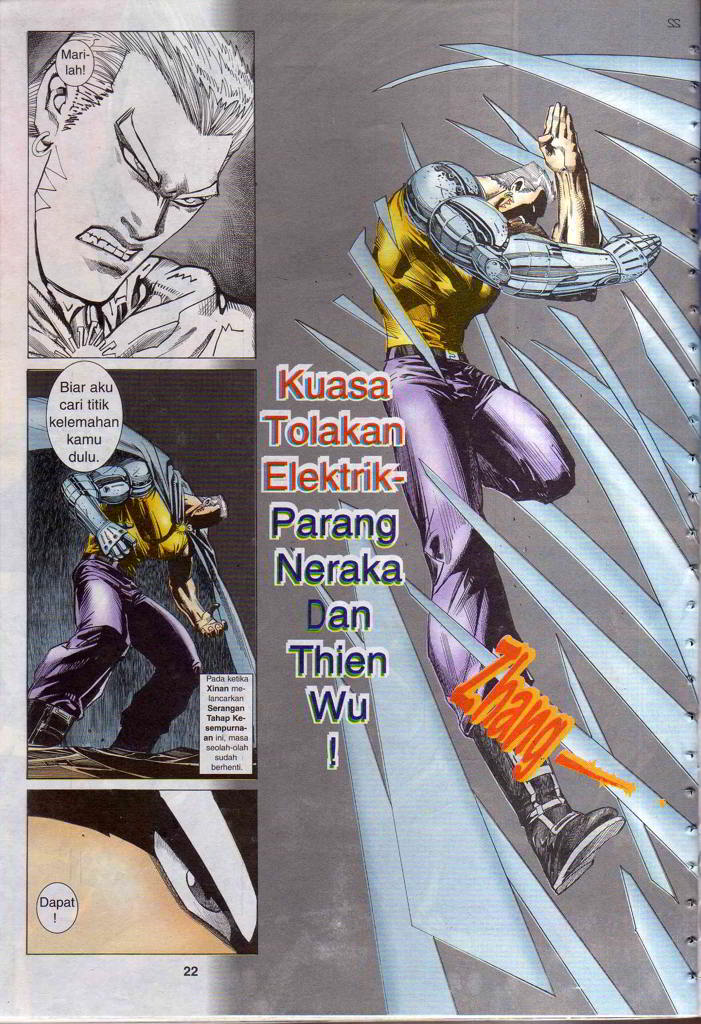 Mari-
lah!
Biar aku
cari titik
kelemahan
kamu
dulu.
Pada ketika
Xinan me-
lancarkan
Serangan
Tahap Ke-
sempurna-
an ini, masa
seolah-olah
sudah
berhenti.
Dapat
!
Kuasa
Tolakan
Elektrik-
Parang
Neraka
Dan
Thien
Wu
!
Zhang
22
22